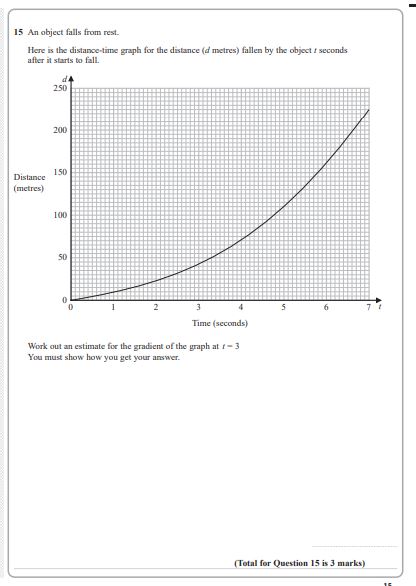 15 An object falls from rest.
Here is the distance-time graph for the distance (d metres) fallen by the object t seconds
after it starts to fall.
d
250
200
150
Distance
(metres)
100
50
0
0 1 2 3 4 5 6 7 t
Time (seconds)
Work out an estimate for the gradient of the graph at t = 3
You must show how you get your answer.
(Total for Question 15 is 3 marks)
15